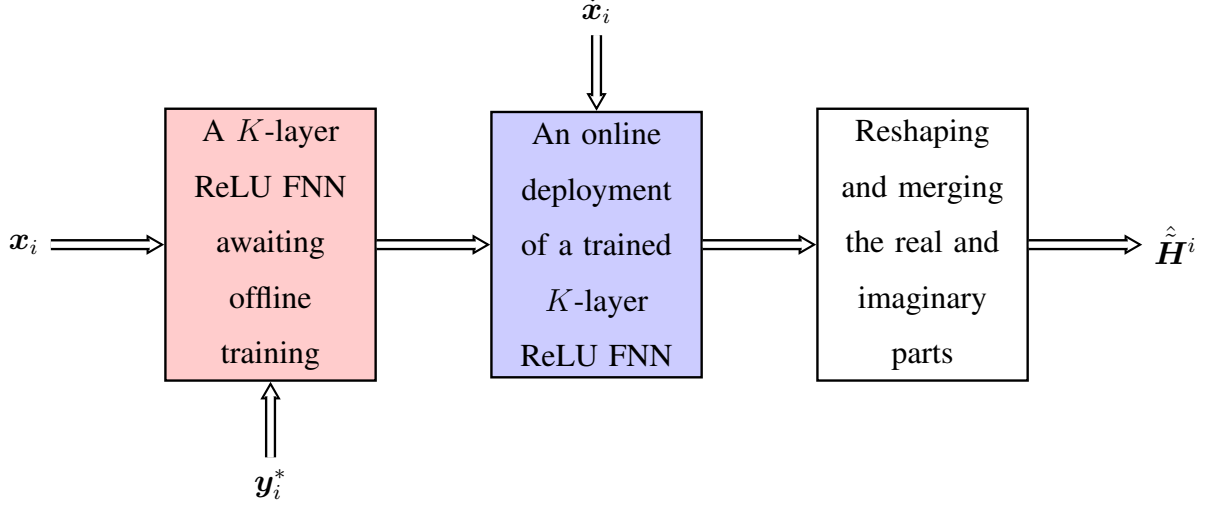 ẋ_i
A K-layer
ReLU FNN
awaiting
offline
training
An online
deployment
of a trained
K-layer
ReLU FNN
Reshaping
and merging
the real and
imaginary
parts
x_i
H̃̂^i
y_i^*